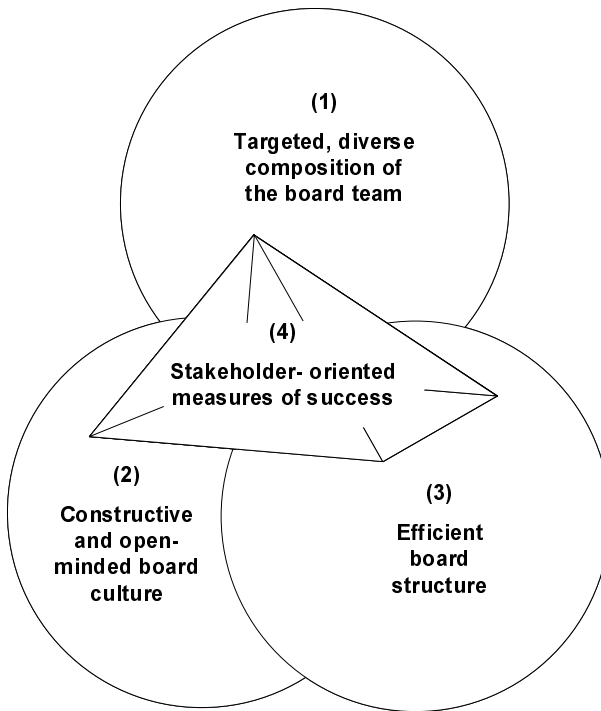 (1)
Targeted, diverse
composition of
the board team
(4)
Stakeholder- oriented
measures of success
(2)
Constructive
and open-
minded board
culture
(3)
Efficient
board
structure